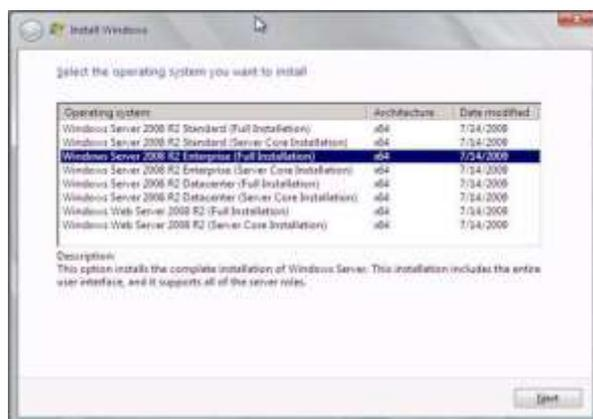 Install Windows
Select the operating system you want to install
Operating system Architecture Date modified
Windows Server 2008 R2 Standard (Full Installation) x64 7/14/2009
Windows Server 2008 R2 Standard (Server Core Installation) x64 7/14/2009
Windows Server 2008 R2 Enterprise (Full Installation) x64 7/14/2009
Windows Server 2008 R2 Enterprise (Server Core Installation) x64 7/14/2009
Windows Server 2008 R2 Datacenter (Full Installation) x64 7/14/2009
Windows Server 2008 R2 Datacenter (Server Core Installation) x64 7/14/2009
Windows Web Server 2008 R2 (Full Installation) x64 7/14/2009
Windows Web Server 2008 R2 (Server Core Installation) x64 7/14/2009
Description:
This option installs the complete installation of Windows Server. This installation includes the entire
user interface, and it supports all of the server roles.
Next